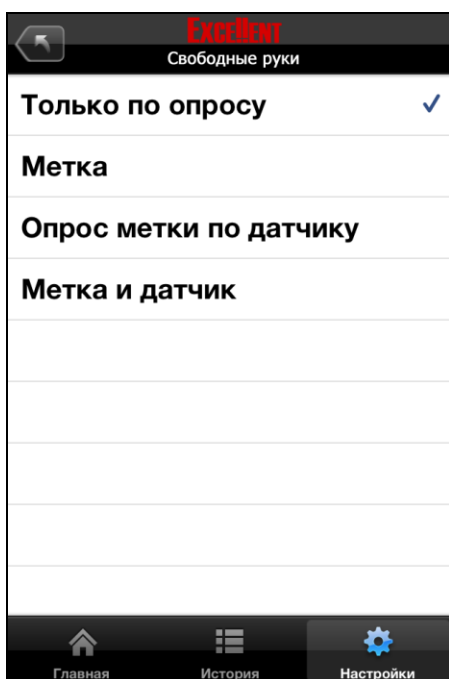 EXCELLENT
Свободные руки
Только по опросу
Метка
Опрос метки по датчику
Метка и датчик
Главная
История
Настройки